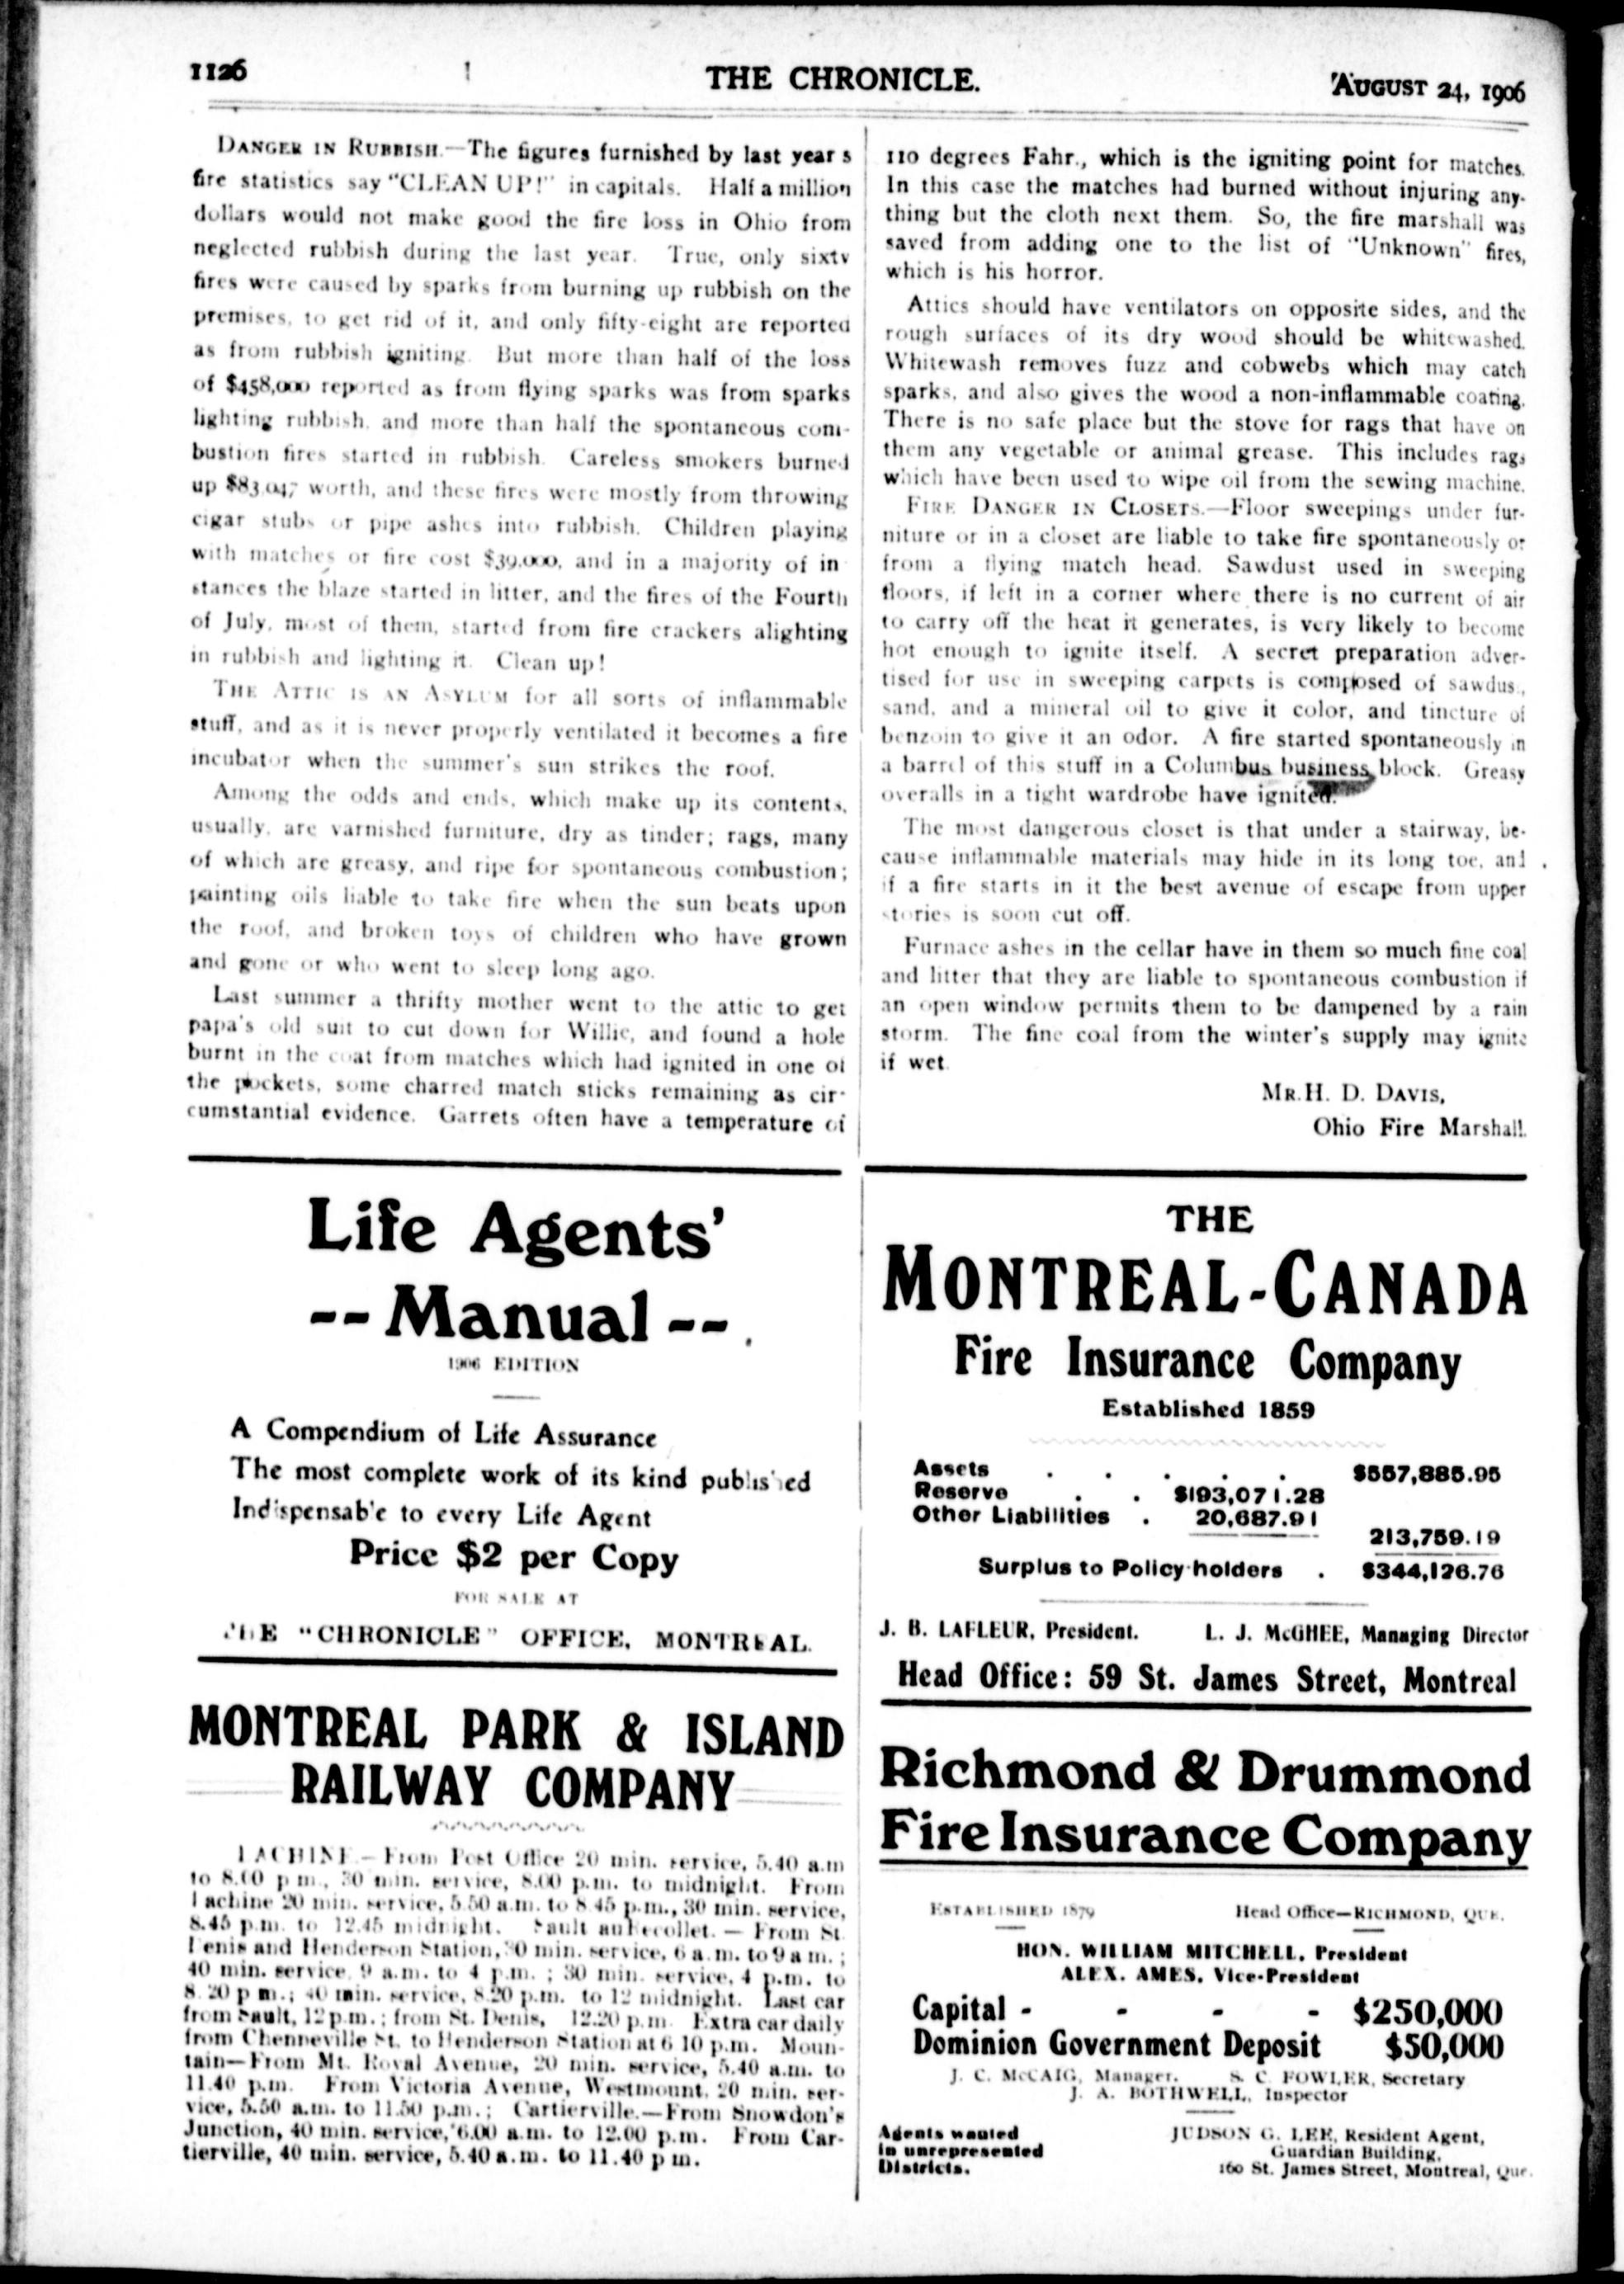 1126
THE CHRONICLE.
AUGUST 24, 1906
DANGER IN RUBBISH.—The figures furnished by last year s
fire statistics say "CLEAN UP!" in capitals. Half a million
dollars would not make good the fire loss in Ohio from
neglected rubbish during the last year. True, only sixty
fires were caused by sparks from burning up rubbish on the
premises, to get rid of it, and only fifty-eight are reported
as from rubbish igniting. But more than half of the loss
of $458,000 reported as from flying sparks was from sparks
lighting rubbish, and more than half the spontaneous com-
bustion fires started in rubbish. Careless smokers burned
up $83,047 worth, and these fires were mostly from throwing
cigar stubs or pipe ashes into rubbish. Children playing
with matches or fire cost $39,000, and in a majority of in
stances the blaze started in litter, and the fires of the Fourth
of July, most of them, started from fire crackers alighting
in rubbish and lighting it. Clean up!
THE ATTIC IS AN ASYLUM for all sorts of inflammable
stuff, and as it is never properly ventilated it becomes a fire
incubator when the summer's sun strikes the roof.
Among the odds and ends, which make up its contents,
usually, are varnished furniture, dry as tinder; rags, many
of which are greasy, and ripe for spontaneous combustion;
painting oils liable to take fire when the sun beats upon
the roof, and broken toys of children who have grown
and gone or who went to sleep long ago.
Last summer a thrifty mother went to the attic to get
papa's old suit to cut down for Willie, and found a hole
burnt in the coat from matches which had ignited in one of
the pockets, some charred match sticks remaining as cir-
cumstantial evidence. Garrets often have a temperature of
110 degrees Fahr., which is the igniting point for matches.
In this case the matches had burned without injuring any-
thing but the cloth next them. So, the fire marshall was
saved from adding one to the list of "Unknown" fires,
which is his horror.
Attics should have ventilators on opposite sides, and the
rough surfaces of its dry wood should be whitewashed.
Whitewash removes fuzz and cobwebs which may catch
sparks, and also gives the wood a non-inflammable coating.
There is no safe place but the stove for rags that have on
them any vegetable or animal grease. This includes rags
which have been used to wipe oil from the sewing machine.
FIRE DANGER IN CLOSETS.—Floor sweepings under fur-
niture or in a closet are liable to take fire spontaneously or
from a flying match head. Sawdust used in sweeping
floors, if left in a corner where there is no current of air
to carry off the heat it generates, is very likely to become
hot enough to ignite itself. A secret preparation adver-
tised for use in sweeping carpets is composed of sawdus.,
sand, and a mineral oil to give it color, and tincture of
benzoin to give it an odor. A fire started spontaneously in
a barrel of this stuff in a Columbus business block. Greasy
overalls in a tight wardrobe have ignited.
The most dangerous closet is that under a stairway, be-
cause inflammable materials may hide in its long toe, and
if a fire starts in it the best avenue of escape from upper
stories is soon cut off.
Furnace ashes in the cellar have in them so much fine coal
and litter that they are liable to spontaneous combustion if
an open window permits them to be dampened by a rain
storm. The fine coal from the winter's supply may ignite
if wet.
MR. H. D. DAVIS,
Ohio Fire Marshall.
Life Agents'
-- Manual --
1906 EDITION
A Compendium of Life Assurance
The most complete work of its kind published
Indispensable to every Life Agent
Price $2 per Copy
FOR SALE AT
THE "CHRONICLE" OFFICE, MONTREAL.
MONTREAL PARK & ISLAND
RAILWAY COMPANY
LACHINE.—From Post Office 20 min. service, 5.40 a.m
to 8.00 p m., 30 min. service, 8.00 p.m. to midnight. From
Lachine 20 min. service, 5.50 a.m. to 8.45 p.m., 30 min. service,
8.45 p.m. to 12.45 midnight. Sault au Recollet.—From St.
Denis and Henderson Station, 20 min. service, 6 a.m. to 9 a m.;
40 min. service, 9 a.m. to 4 p.m.; 30 min. service, 4 p.m. to
8.20 p m.; 40 min. service, 8.20 p.m. to 12 midnight. Last car
from Sault, 12 p.m.; from St. Denis, 12.20 p.m. Extra car daily
from Chenneville St. to Henderson Station at 6.10 p.m. Moun-
tain—From Mt. Royal Avenue, 20 min. service, 5.40 a.m. to
11.40 p.m. From Victoria Avenue, Westmount, 20 min. ser-
vice, 5.50 a.m. to 11.50 p.m.; Cartierville.—From Snowdon's
Junction, 40 min. service, 6.00 a.m. to 12.00 p.m. From Car-
tierville, 40 min. service, 5.40 a.m. to 11.40 p m.
THE
MONTREAL-CANADA
Fire Insurance Company
Established 1859
Assets . . . . . $557,885.95
Reserve . . $193,071.28
Other Liabilities . 20,687.91
213,759.19
Surplus to Policy-holders . $344,126.76
J. B. LAFLEUR, President. L. J. McGHEE, Managing Director
Head Office: 59 St. James Street, Montreal
Richmond & Drummond
Fire Insurance Company
ESTABLISHED 1879 Head Office—RICHMOND, QUE.
HON. WILLIAM MITCHELL, President
ALEX. AMES, Vice-President
Capital - - - - $250,000
Dominion Government Deposit $50,000
J. C. McCAIG, Manager. S. C. FOWLER, Secretary
J. A. BOTHWELL, Inspector
Agents wanted
in unrepresented
Districts.
JUDSON G. LEE, Resident Agent,
Guardian Building,
160 St. James Street, Montreal, Que.